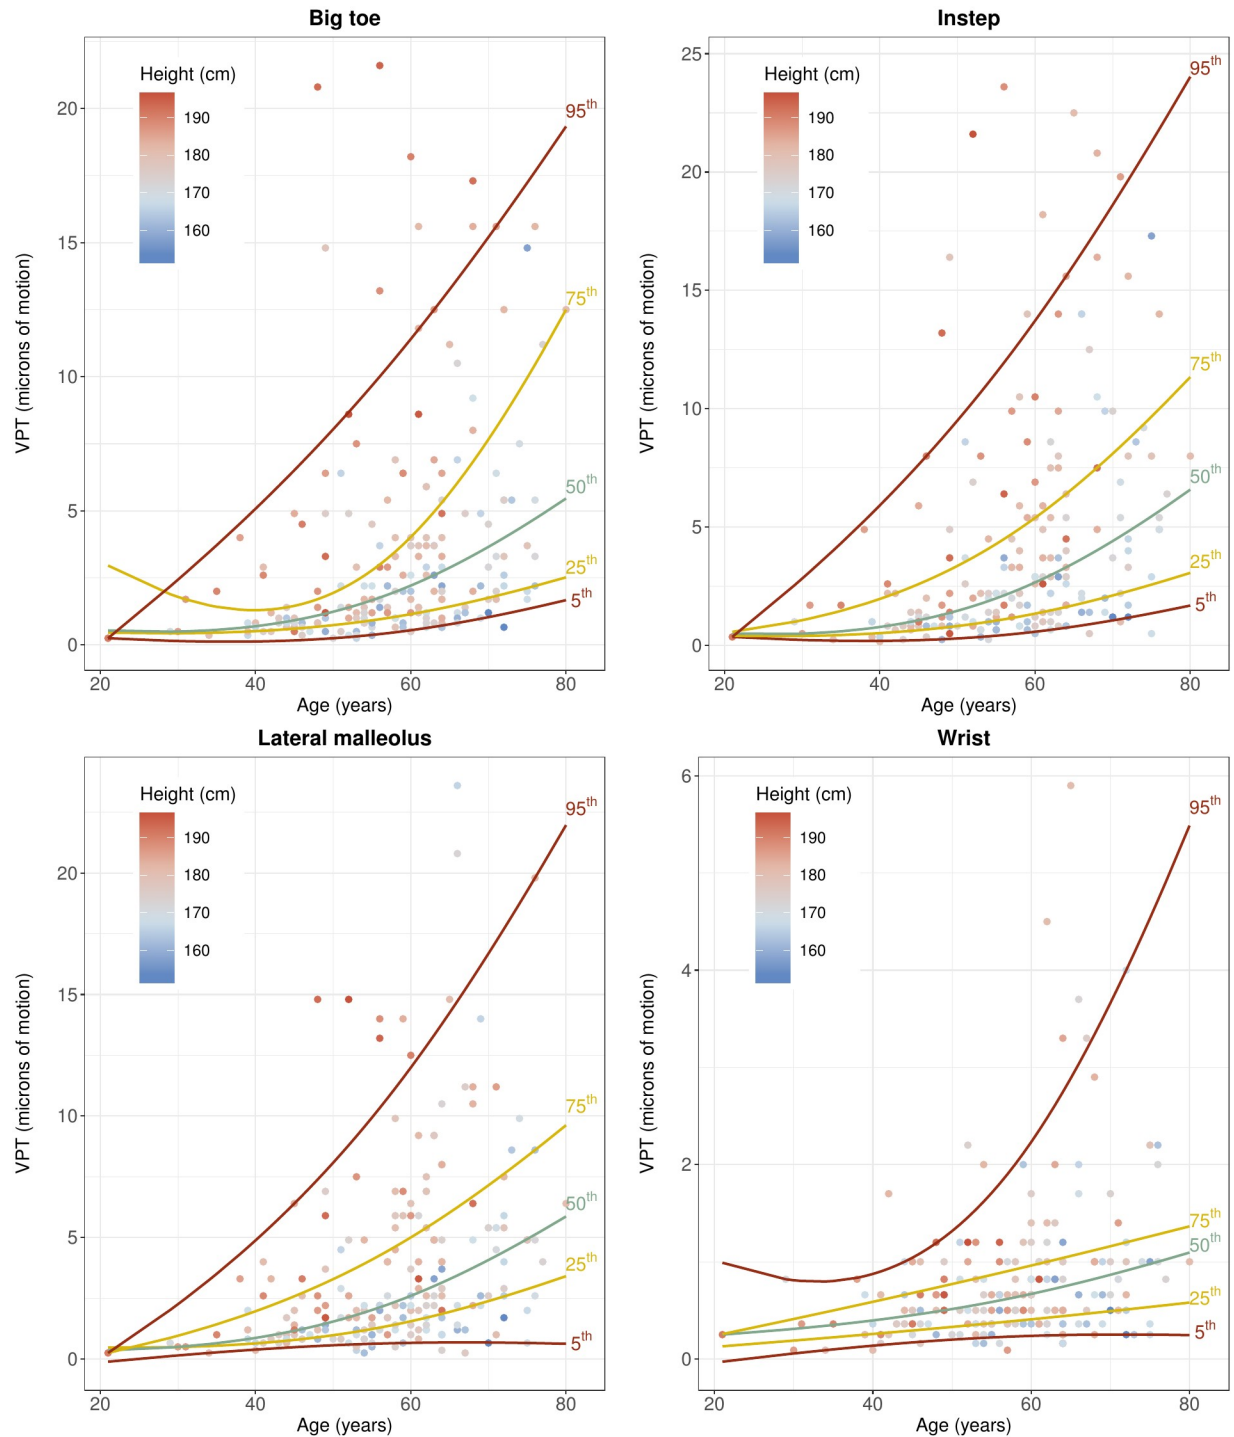 Big toe
Height (cm)
190
180
170
160
95th
75th
50th
25th
5th
20
15
10
5
0
VPT (microns of motion)
20 40 60 80
Age (years)
Instep
Height (cm)
190
180
170
160
95th
75th
50th
25th
5th
25
20
15
10
5
0
VPT (microns of motion)
20 40 60 80
Age (years)
Lateral malleolus
Height (cm)
190
180
170
160
95th
75th
50th
25th
5th
20
15
10
5
0
VPT (microns of motion)
20 40 60 80
Age (years)
Wrist
Height (cm)
190
180
170
160
95th
75th
50th
25th
5th
6
4
2
0
VPT (microns of motion)
20 40 60 80
Age (years)